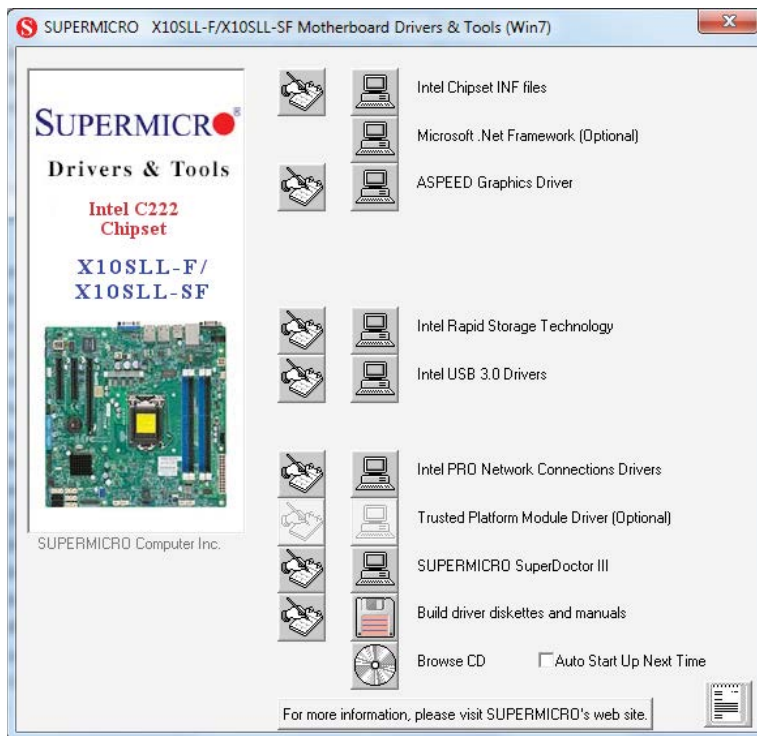 SUPERMICRO X10SLL-F/X10SLL-SF Motherboard Drivers & Tools (Win7)
SUPERMICRO®
Drivers & Tools
Intel C222
Chipset
X10SLL-F/
X10SLL-SF
SUPERMICRO Computer Inc.
Intel Chipset INF files
Microsoft .Net Framework (Optional)
ASPEED Graphics Driver
Intel Rapid Storage Technology
Intel USB 3.0 Drivers
Intel PRO Network Connections Drivers
Trusted Platform Module Driver (Optional)
SUPERMICRO SuperDoctor III
Build driver diskettes and manuals
Browse CD
Auto Start Up Next Time
For more information, please visit SUPERMICRO's web site.